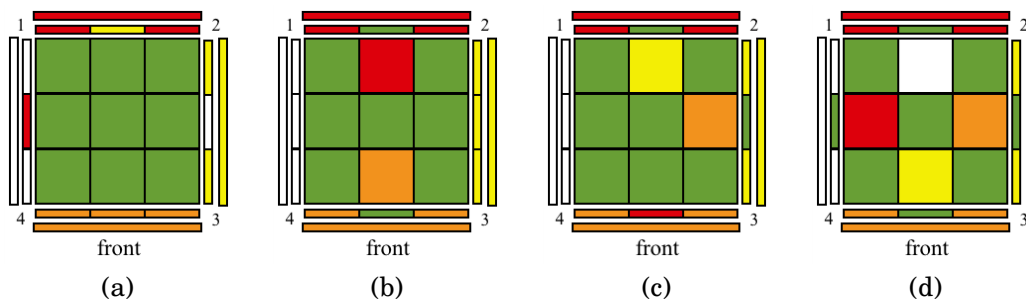 1 2 1 2 1 2 1 2
4 3 4 3 4 3 4 3
front front front front
(a) (b) (c) (d)